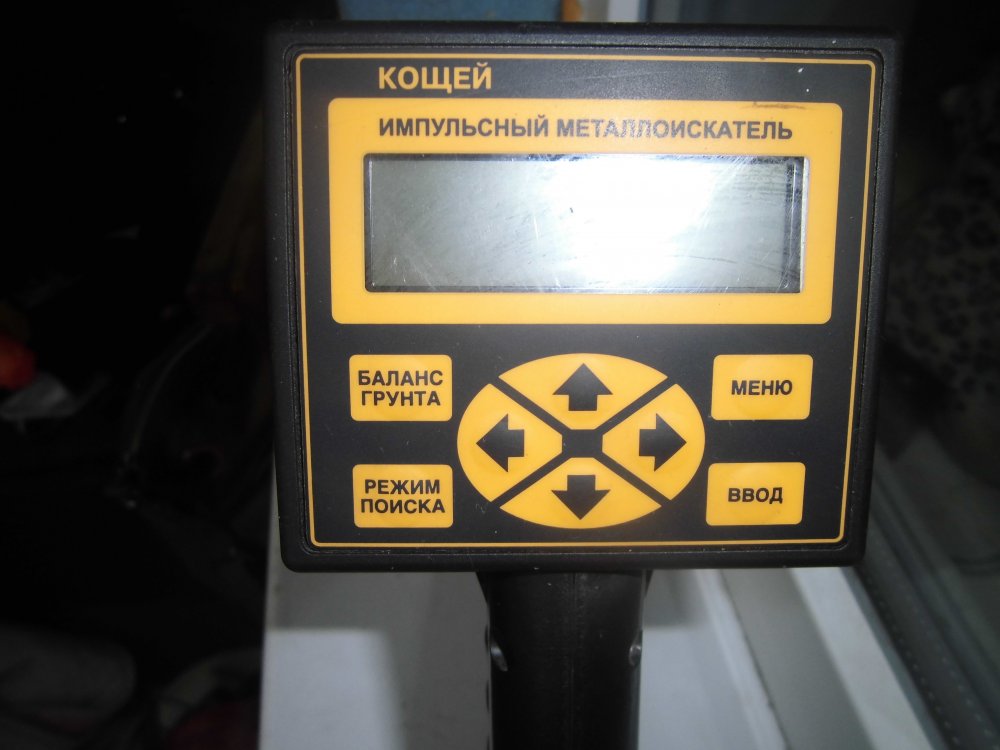 КОЩЕЙ
ИМПУЛЬСНЫЙ МЕТАЛЛОИСКАТЕЛЬ
БАЛАНС
ГРУНТА
МЕНЮ
РЕЖИМ
ПОИСКА
ВВОД